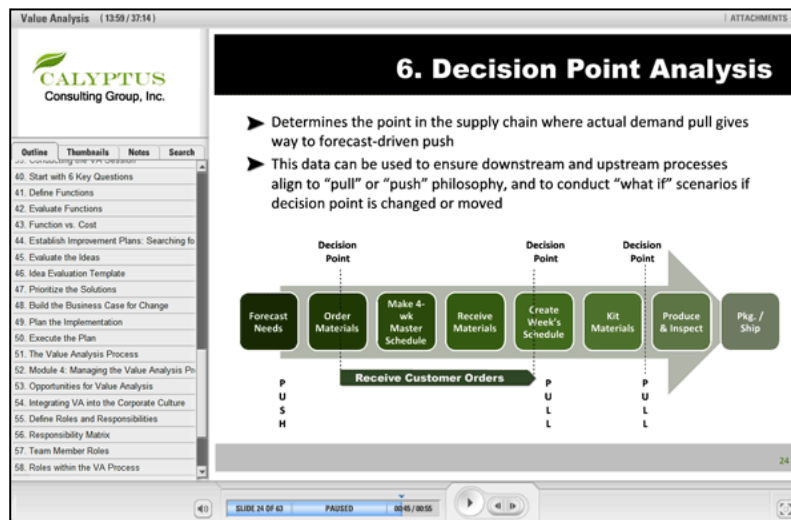 Value Analysis (13:59 / 37:14)
ATTACHMENTS
CALYPTUS
Consulting Group, Inc.
Outline Thumbnails Notes Search
39. Conducting the VA Session
40. Start with 6 Key Questions
41. Define Functions
42. Evaluate Functions
43. Function vs. Cost
44. Establish Improvement Plans: Searching fo
45. Evaluate the Ideas
46. Idea Evaluation Template
47. Prioritize the Solutions
48. Build the Business Case for Change
49. Plan the Implementation
50. Execute the Plan
51. The Value Analysis Process
52. Module 4: Managing the Value Analysis Pr
53. Opportunities for Value Analysis
54. Integrating VA into the Corporate Culture
55. Define Roles and Responsibilities
56. Responsibility Matrix
57. Team Member Roles
58. Roles within the VA Process
6. Decision Point Analysis
Determines the point in the supply chain where actual demand pull gives
way to forecast-driven push
This data can be used to ensure downstream and upstream processes
align to “pull” or “push” philosophy, and to conduct “what if” scenarios if
decision point is changed or moved
Decision
Point
Decision
Point
Decision
Point
Forecast
Needs
Order
Materials
Make 4-
wk
Master
Schedule
Receive
Materials
Create
Week's
Schedule
Kit
Materials
Produce
& Inspect
Pkg. /
Ship
Receive Customer Orders
PUSH
PULL
PULL
24
SLIDE 24 OF 63 PAUSED 00:45 / 00:55